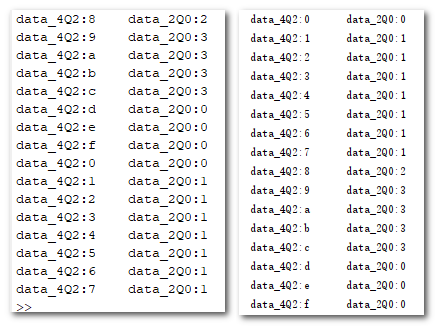 data_4Q2:8 data_2Q0:2
data_4Q2:9 data_2Q0:3
data_4Q2:a data_2Q0:3
data_4Q2:b data_2Q0:3
data_4Q2:c data_2Q0:3
data_4Q2:d data_2Q0:0
data_4Q2:e data_2Q0:0
data_4Q2:f data_2Q0:0
data_4Q2:0 data_2Q0:0
data_4Q2:1 data_2Q0:1
data_4Q2:2 data_2Q0:1
data_4Q2:3 data_2Q0:1
data_4Q2:4 data_2Q0:1
data_4Q2:5 data_2Q0:1
data_4Q2:6 data_2Q0:1
data_4Q2:7 data_2Q0:1
>>
data_4Q2:0 data_2Q0:0
data_4Q2:1 data_2Q0:1
data_4Q2:2 data_2Q0:1
data_4Q2:3 data_2Q0:1
data_4Q2:4 data_2Q0:1
data_4Q2:5 data_2Q0:1
data_4Q2:6 data_2Q0:1
data_4Q2:7 data_2Q0:1
data_4Q2:8 data_2Q0:2
data_4Q2:9 data_2Q0:3
data_4Q2:a data_2Q0:3
data_4Q2:b data_2Q0:3
data_4Q2:c data_2Q0:3
data_4Q2:d data_2Q0:0
data_4Q2:e data_2Q0:0
data_4Q2:f data_2Q0:0